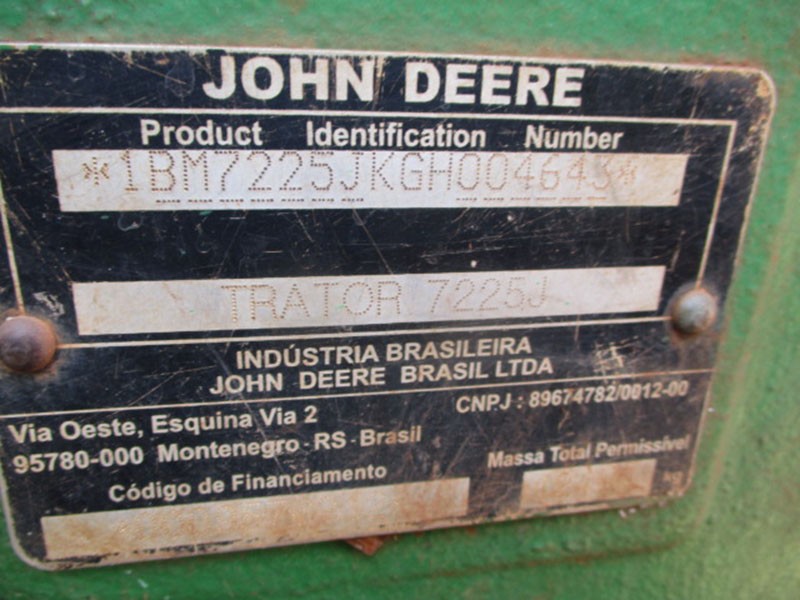 JOHN DEERE
Product Identification Number
*1BM7225JKGH004643*
TRATOR 7225J
INDÚSTRIA BRASILEIRA
JOHN DEERE BRASIL LTDA
CNPJ : 89674782/0012-00
Via Oeste, Esquina Via 2
95780-000 Montenegro - RS - Brasil
Massa Total Permissível
Código de Financiamento
kg